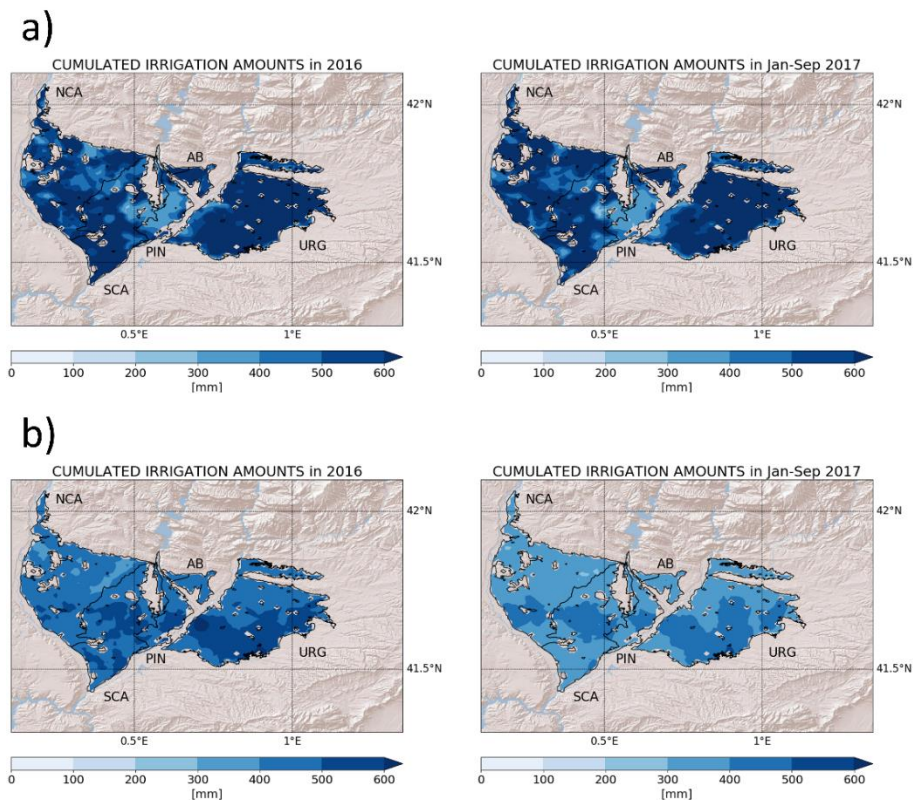 a)
CUMULATED IRRIGATION AMOUNTS in 2016
CUMULATED IRRIGATION AMOUNTS in Jan-Sep 2017
NCA
AB
PIN
URG
SCA
NCA
AB
PIN
URG
SCA
42°N
41.5°N
42°N
41.5°N
0.5°E 1°E
0.5°E 1°E
0 100 200 300 400 500 600
[mm]
0 100 200 300 400 500 600
[mm]
b)
CUMULATED IRRIGATION AMOUNTS in 2016
CUMULATED IRRIGATION AMOUNTS in Jan-Sep 2017
NCA
AB
PIN
URG
SCA
NCA
AB
PIN
URG
SCA
42°N
41.5°N
42°N
41.5°N
0.5°E 1°E
0.5°E 1°E
0 100 200 300 400 500 600
[mm]
0 100 200 300 400 500 600
[mm]